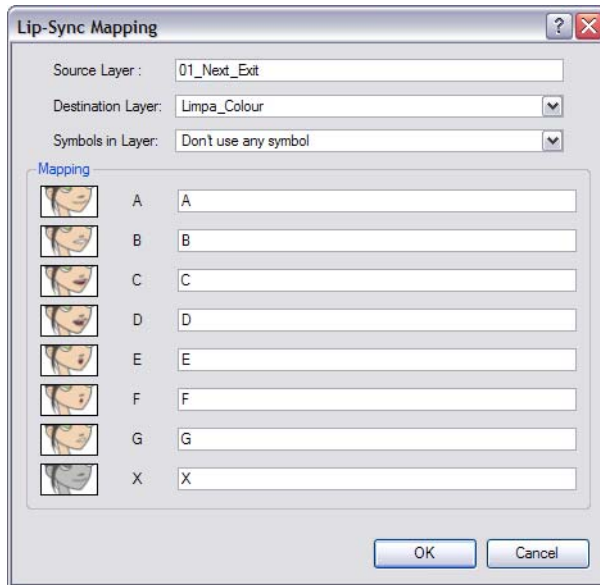 Lip-Sync Mapping
Source Layer : 01_Next_Exit
Destination Layer: Limpa_Colour
Symbols in Layer: Don't use any symbol
Mapping
A A
B B
C C
D D
E E
F F
G G
X X
OK Cancel